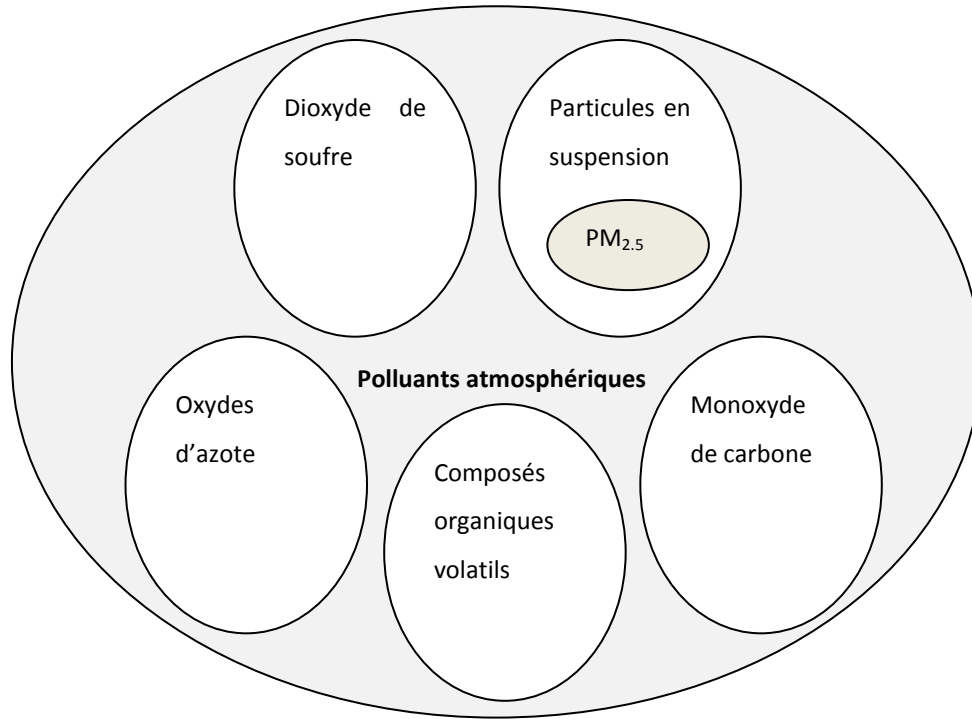 Dioxyde de
soufre
Particules en
suspension
PM2.5
Polluants atmosphériques
Oxydes
d'azote
Composés
organiques
volatils
Monoxyde
de carbone